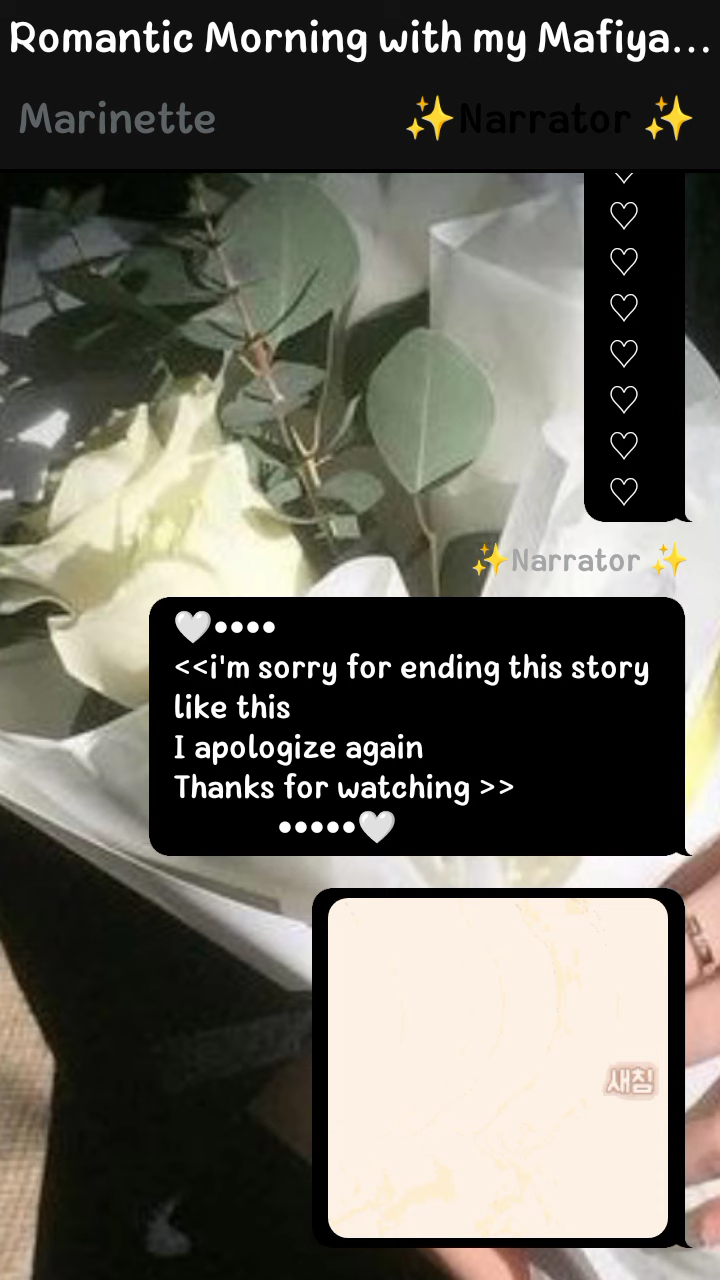 Romantic Morning with my Mafiya...
Marinette
✨Narrator ✨
♡
♡
♡
♡
♡
♡
♡
♡
✨Narrator ✨
🤍••••
<<i'm sorry for ending this story
like this
I apologize again
Thanks for watching >>
•••••🤍
새침